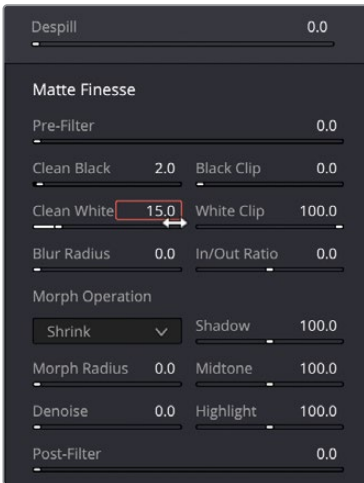 Despill 0.0
Matte Finesse
Pre-Filter 0.0
Clean Black 2.0 Black Clip 0.0
Clean White 15.0 White Clip 100.0
Blur Radius 0.0 In/Out Ratio 0.0
Morph Operation
Shrink Shadow 100.0
Morph Radius 0.0 Midtone 100.0
Denoise 0.0 Highlight 100.0
Post-Filter 0.0